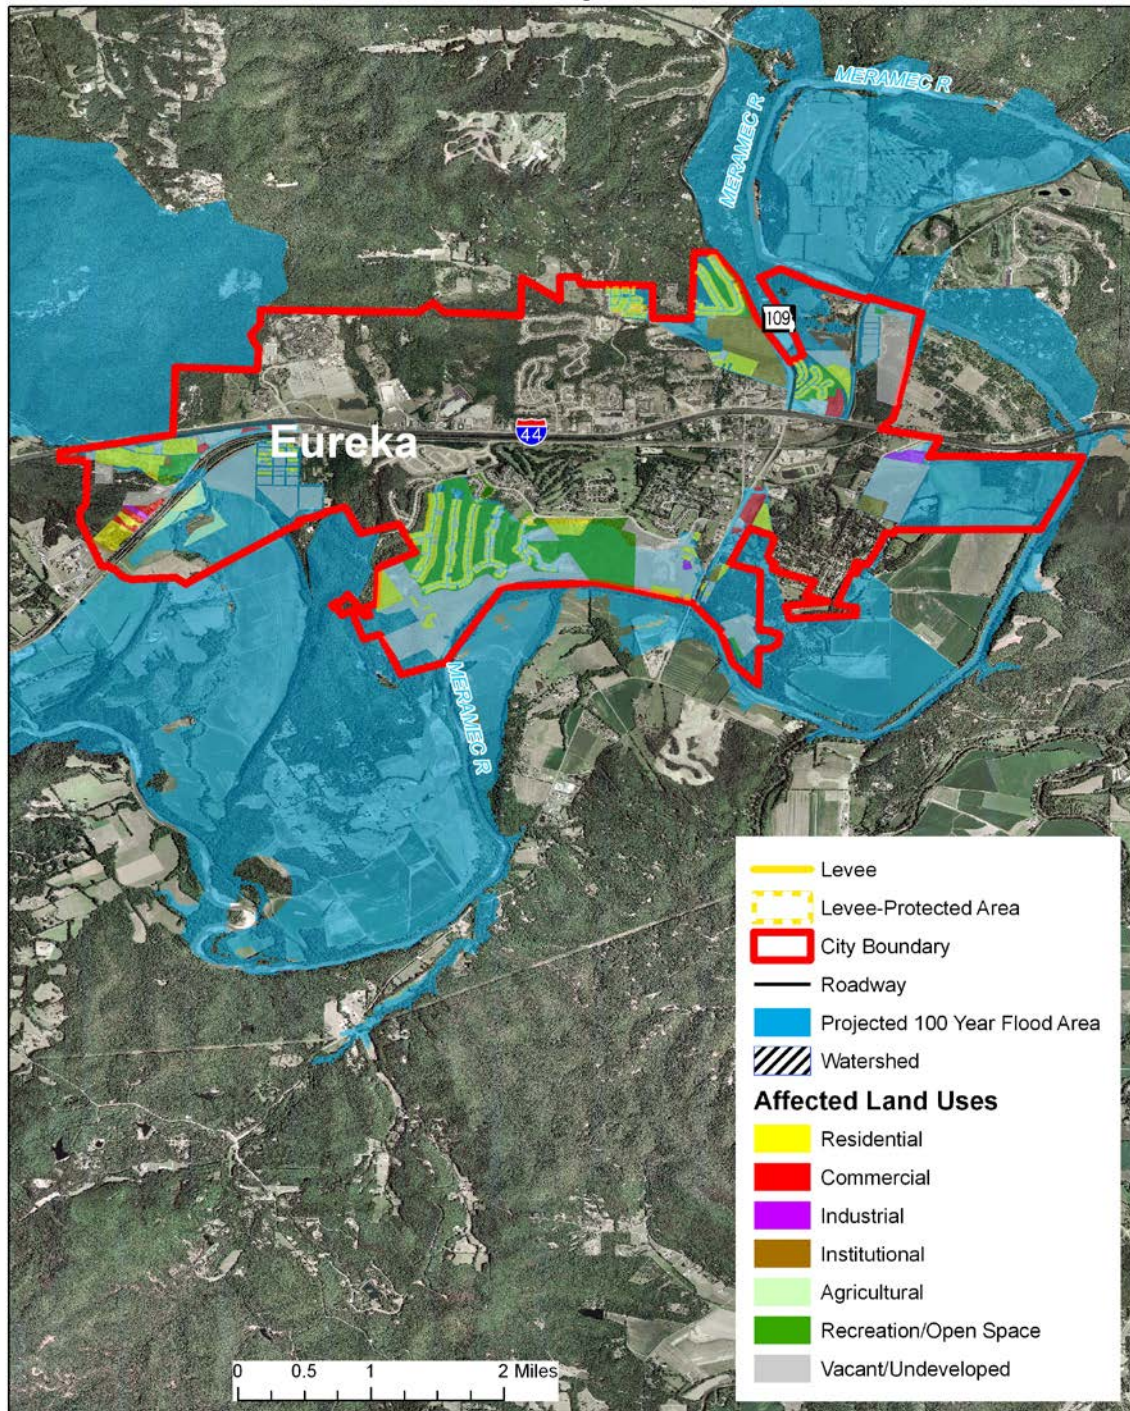 MERAMEC R
MERAMEC R
109
Eureka
44
MERAMEC R
Levee
Levee-Protected Area
City Boundary
Roadway
Projected 100 Year Flood Area
Watershed
Affected Land Uses
Residential
Commercial
Industrial
Institutional
Agricultural
Recreation/Open Space
Vacant/Undeveloped
0 0.5 1 2 Miles